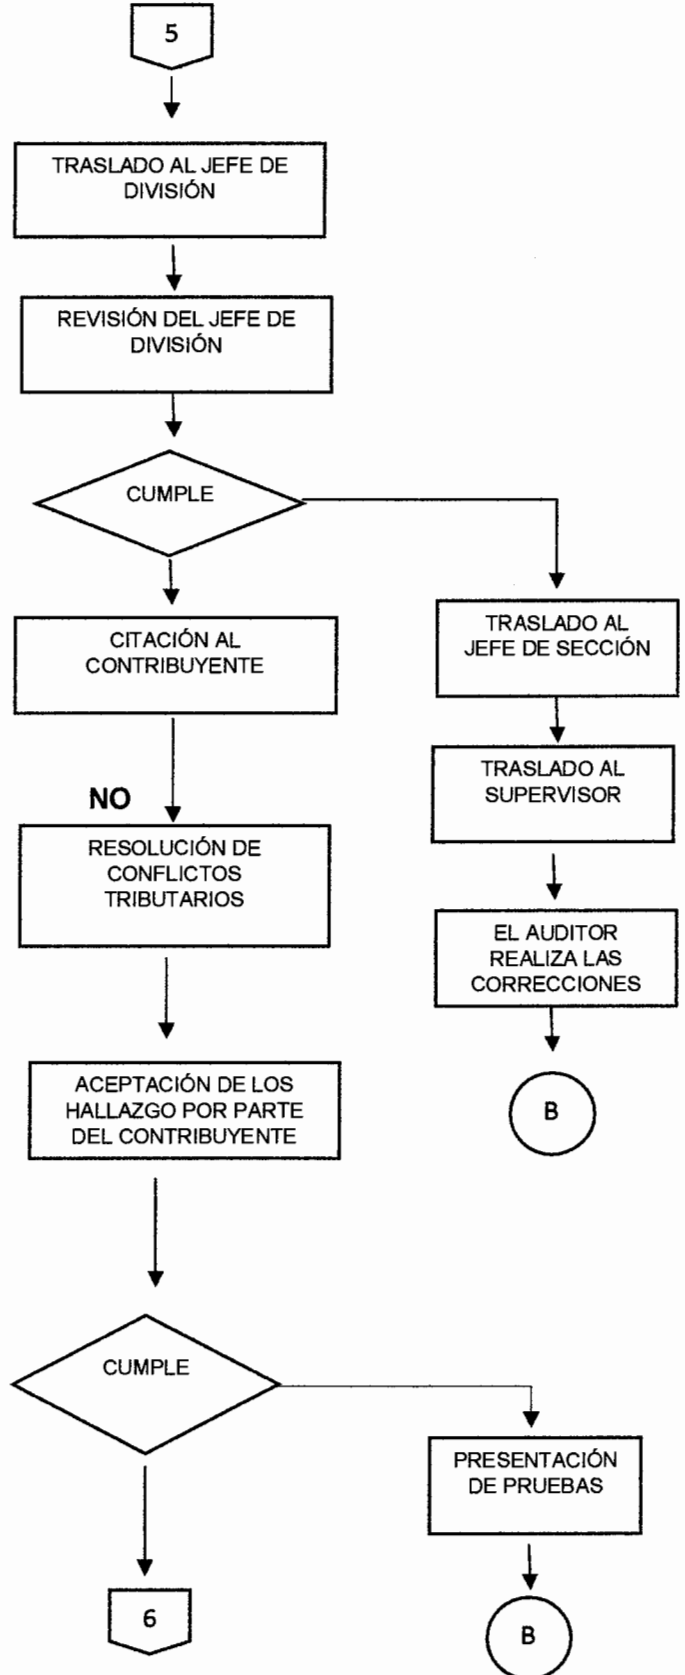 5
TRASLADO AL JEFE DE
DIVISIÓN
REVISIÓN DEL JEFE DE
DIVISIÓN
CUMPLE
CITACIÓN AL
CONTRIBUYENTE
TRASLADO AL
JEFE DE SECCIÓN
TRASLADO AL
SUPERVISOR
NO
RESOLUCIÓN DE
CONFLICTOS
TRIBUTARIOS
EL AUDITOR
REALIZA LAS
CORRECCIONES
B
ACEPTACIÓN DE LOS
HALLAZGO POR PARTE
DEL CONTRIBUYENTE
CUMPLE
PRESENTACIÓN
DE PRUEBAS
6
B